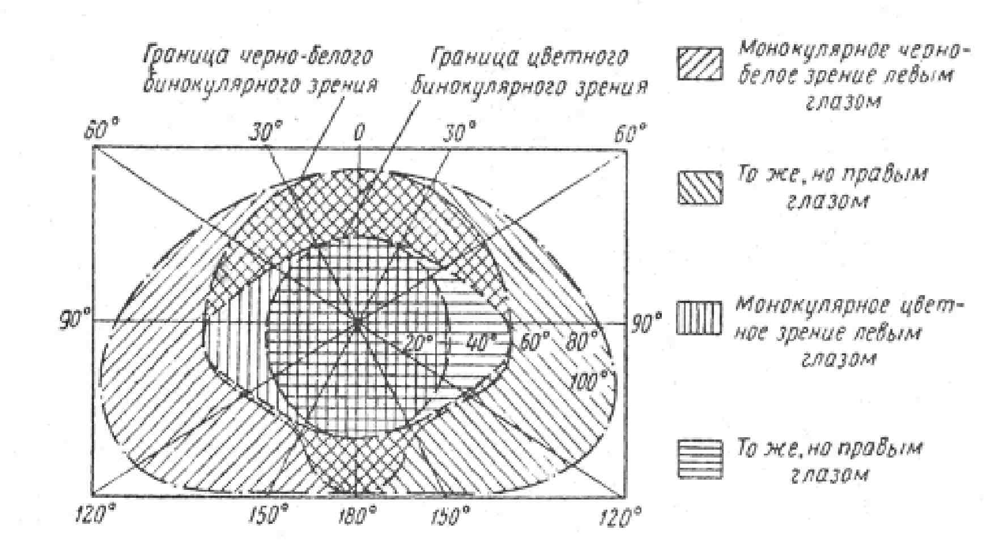 Граница черно-белого
бинокулярного зрения
Граница цветного
бинокулярного зрения
60° 30° 0 30° 60°
90° 90°
20° 40° 60° 80°
100°
120° 150° 180° 150° 120°
Монокулярное черно-
белое зрение левым
глазом
То же, но правым
глазом
Монокулярное цвет-
ное зрение левым
глазом
То же, но правым
глазом